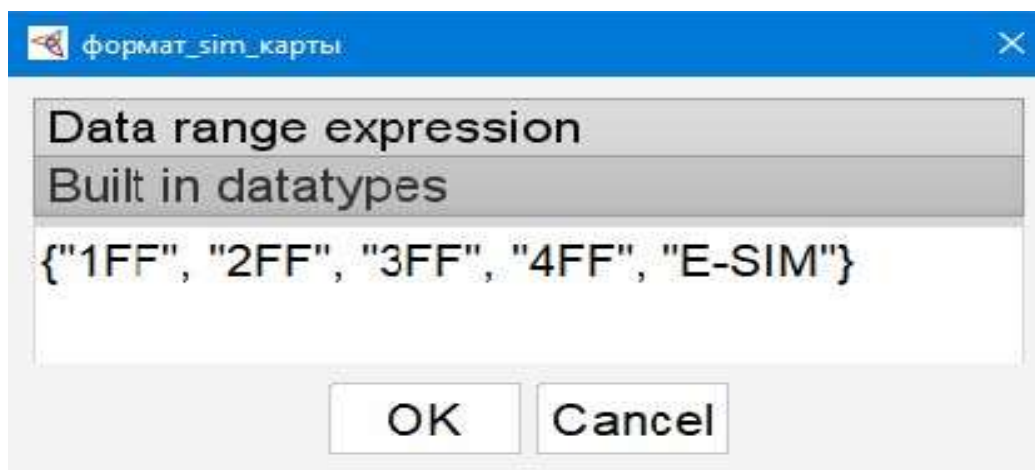 формат_sim_карты
Data range expression
Built in datatypes
{"1FF", "2FF", "3FF", "4FF", "E-SIM"}
OK Cancel